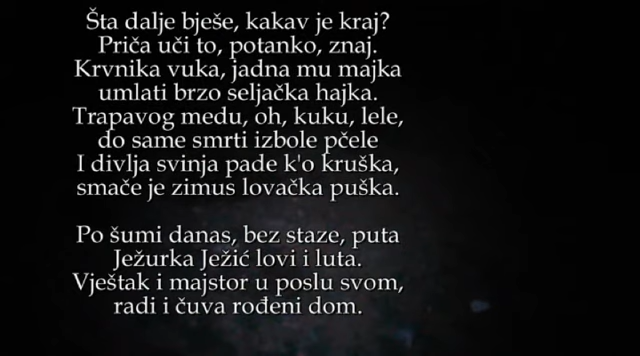 Šta dalje bješe, kakav je kraj?
Priča uči to, potanko, znaj.
Krvnika vuka, jadna mu majka
umlati brzo seljačka hajka.
Trapavog medu, oh, kuku, lele,
do same smrti izbole pčele
I divlja svinja pade k'o kruška,
smače je zimus lovačka puška.
Po šumi danas, bez staze, puta
Ježurka Ježić lovi i luta.
Vještak i majstor u poslu svom,
radi i čuva rođeni dom.